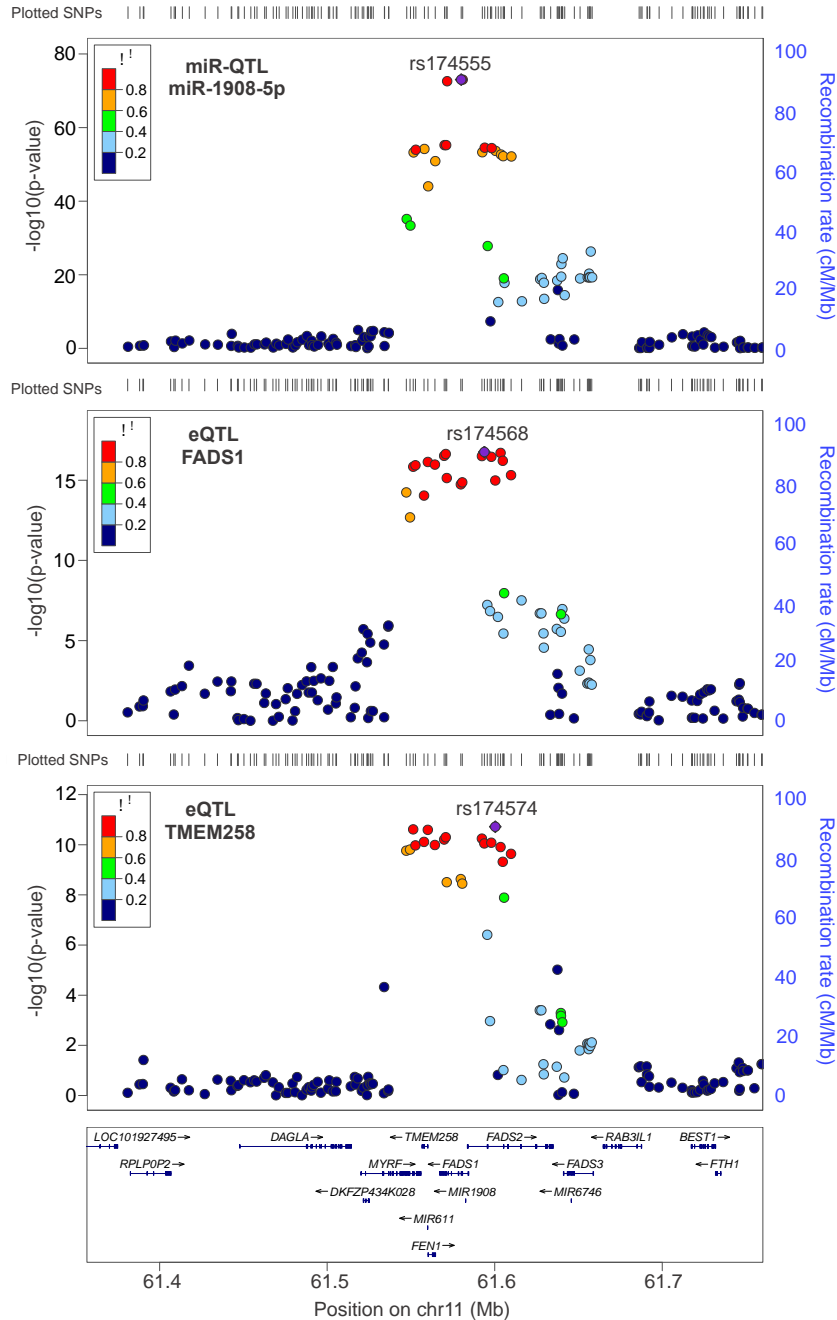 Plotted SNPs
80
60
40
20
0
-log10(p-value)
! !
0.8
0.6
0.4
0.2
miR-QTL
miR-1908-5p
rs174555
100
80
60
40
20
0
Recombination rate (cM/Mb)
Plotted SNPs
15
10
5
0
-log10(p-value)
! !
0.8
0.6
0.4
0.2
eQTL
FADS1
rs174568
100
80
60
40
20
0
Recombination rate (cM/Mb)
Plotted SNPs
12
10
8
6
4
2
0
-log10(p-value)
! !
0.8
0.6
0.4
0.2
eQTL
TMEM258
rs174574
100
80
60
40
20
0
Recombination rate (cM/Mb)
LOC101927495→ DAGLA→ ←TMEM258 FADS2→ ←RAB3IL1 BEST1→
RPLP0P2→ MYRF→ ←FADS1 ←FADS3 ←FTH1
←DKFZP434K028 ←MIR1908 ←MIR6746
←MIR611
FEN1→
61.4 61.5 61.6 61.7
Position on chr11 (Mb)